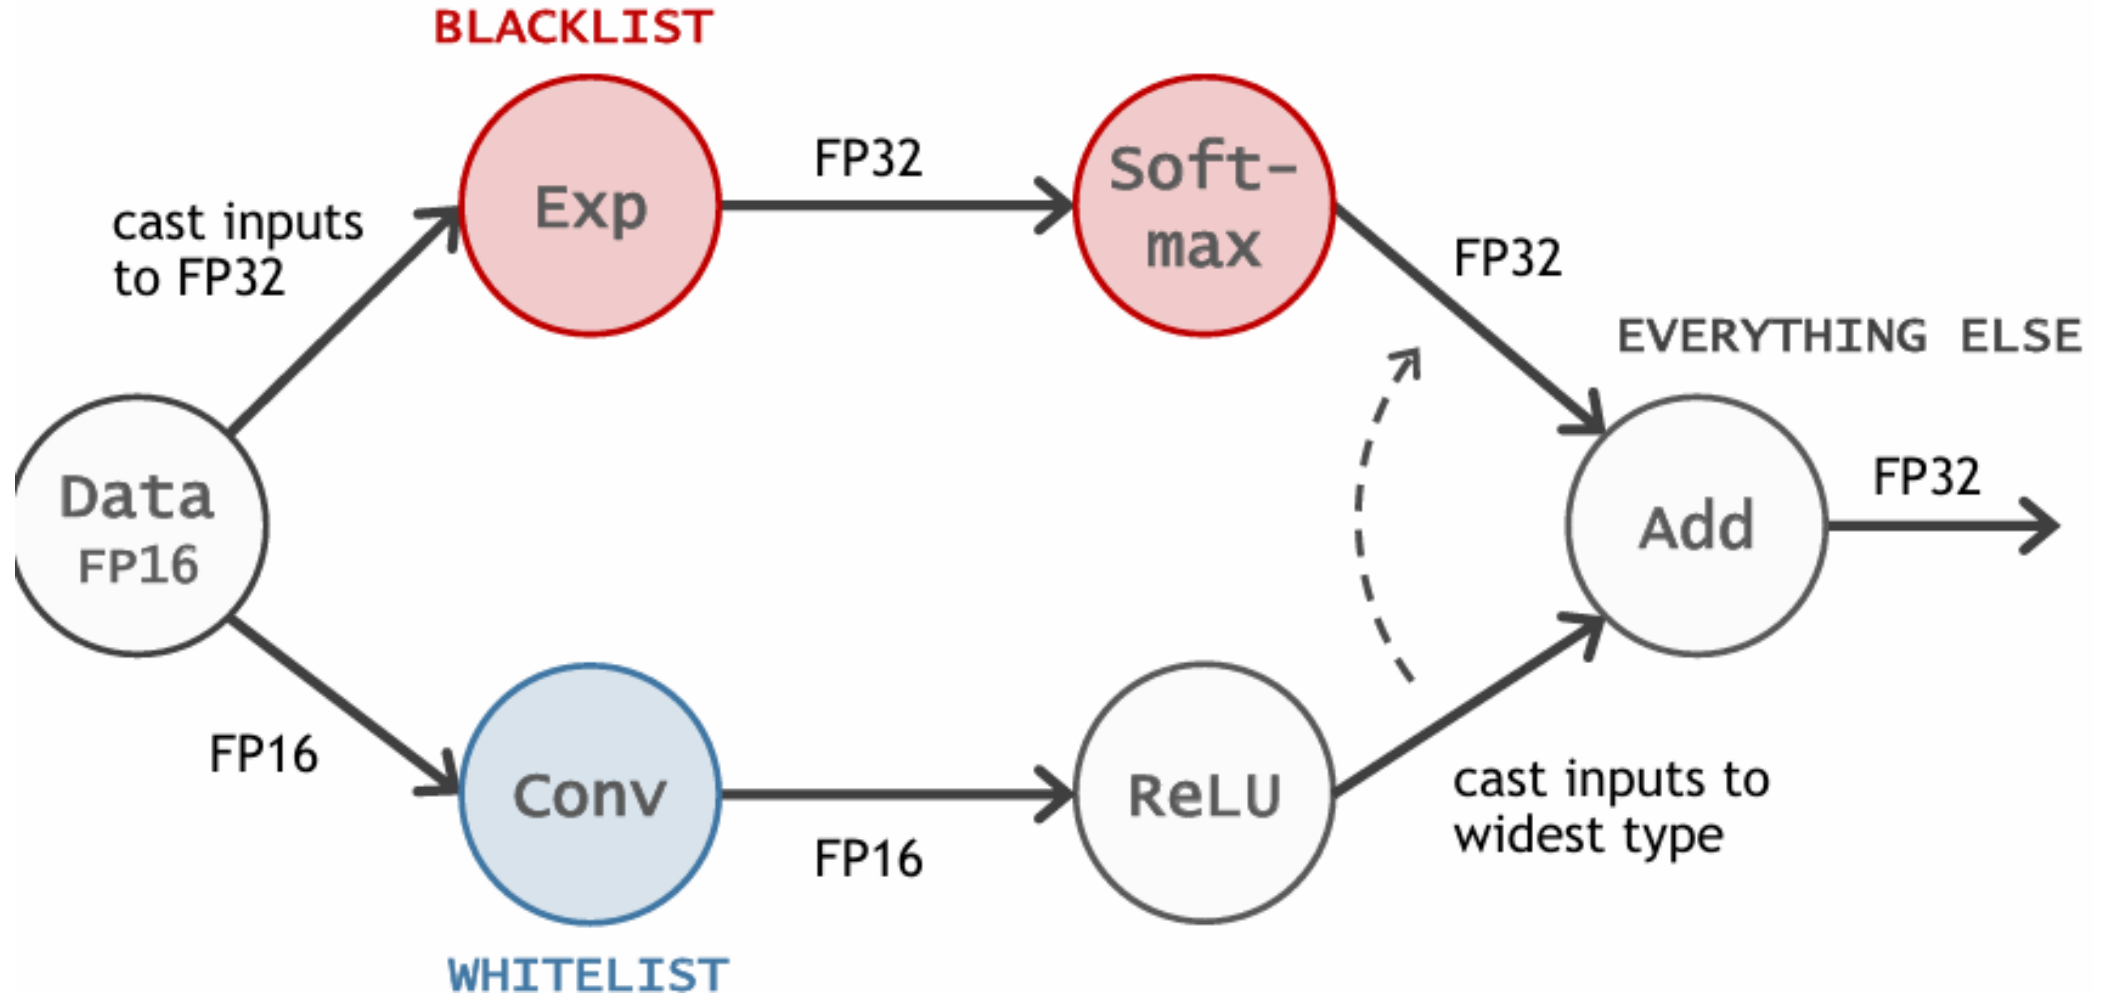 BLACKLIST
Exp
FP32
Soft-
max
cast inputs
to FP32
FP32
EVERYTHING ELSE
Data
FP16
Add
FP32
FP16
Conv
FP16
ReLU
cast inputs to
widest type
WHITELIST